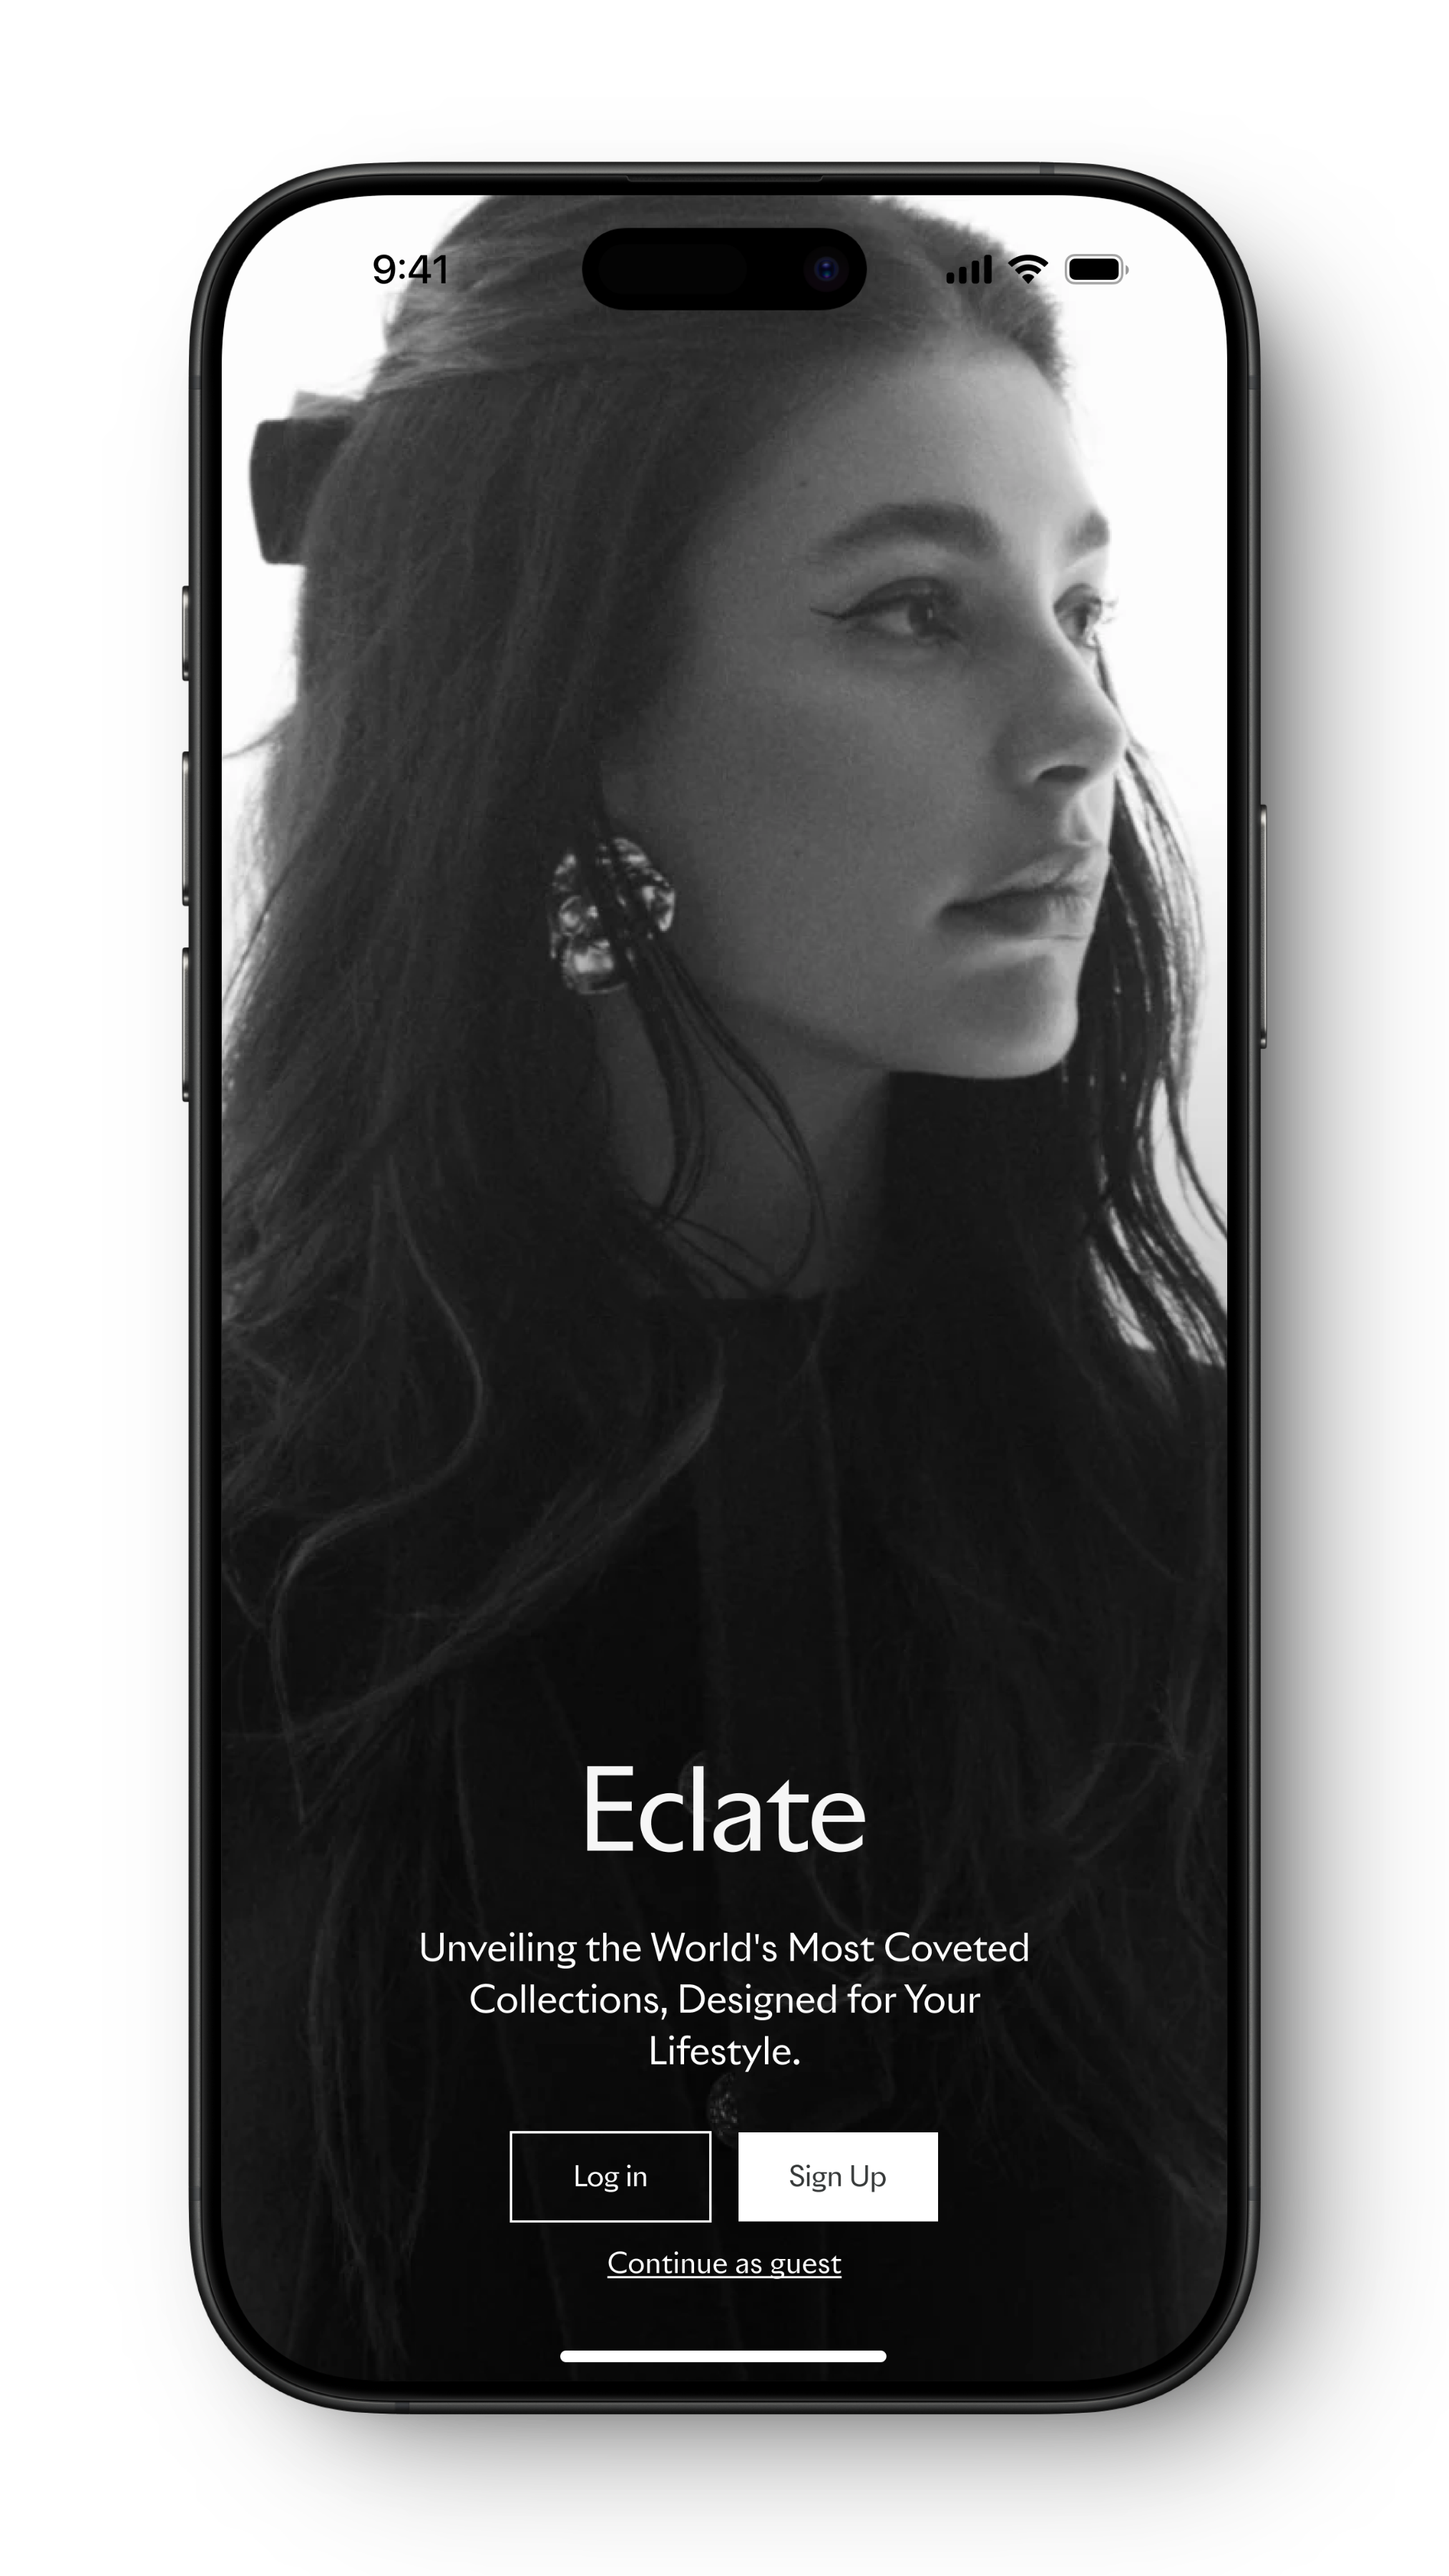 9:41
Eclate
Unveiling the World's Most Coveted
Collections, Designed for Your
Lifestyle.
Log in
Sign Up
Continue as guest